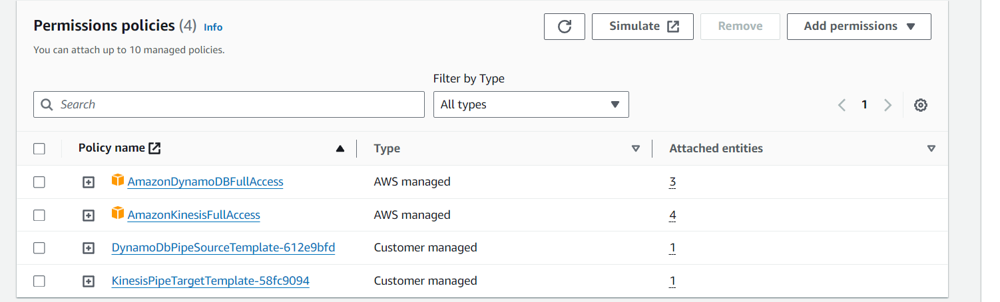 Permissions policies (4) Info
Simulate Remove Add permissions
You can attach up to 10 managed policies.
Filter by Type
Search All types 1
Policy name Type Attached entities
AmazonDynamoDBFullAccess AWS managed 3
AmazonKinesisFullAccess AWS managed 4
DynamoDbPipeSourceTemplate-612e9bfd Customer managed 1
KinesisPipeTargetTemplate-58fc9094 Customer managed 1